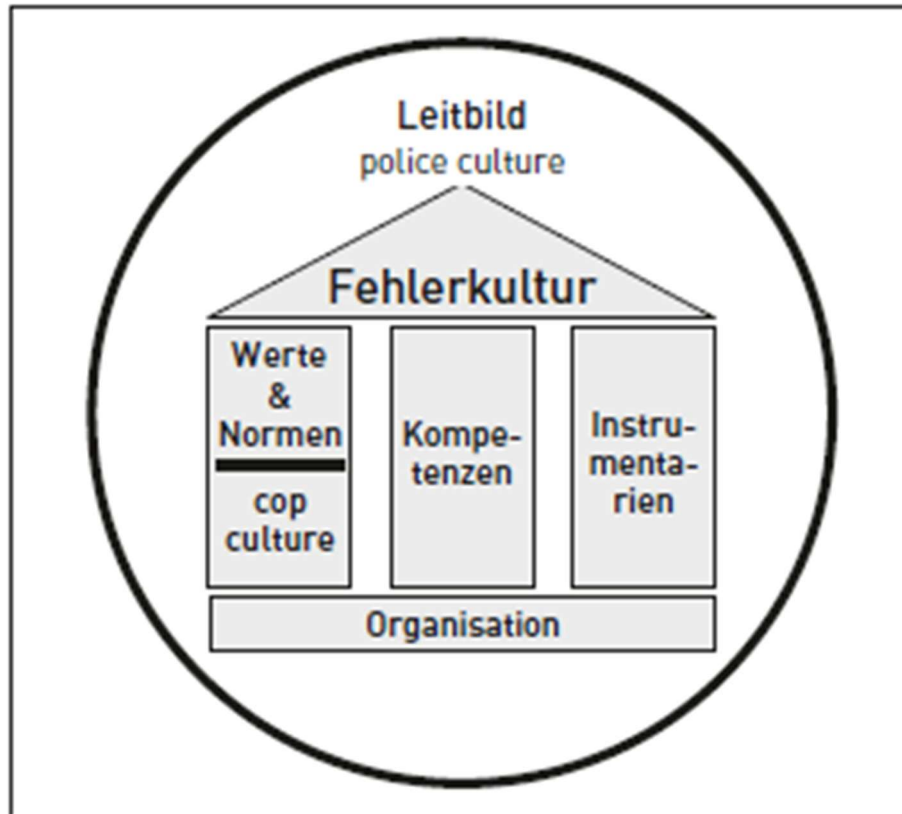 Leitbild
police culture
Fehlerkultur
Werte
&
Normen
cop
culture
Kompe-
tenzen
Instru-
menta-
rien
Organisation